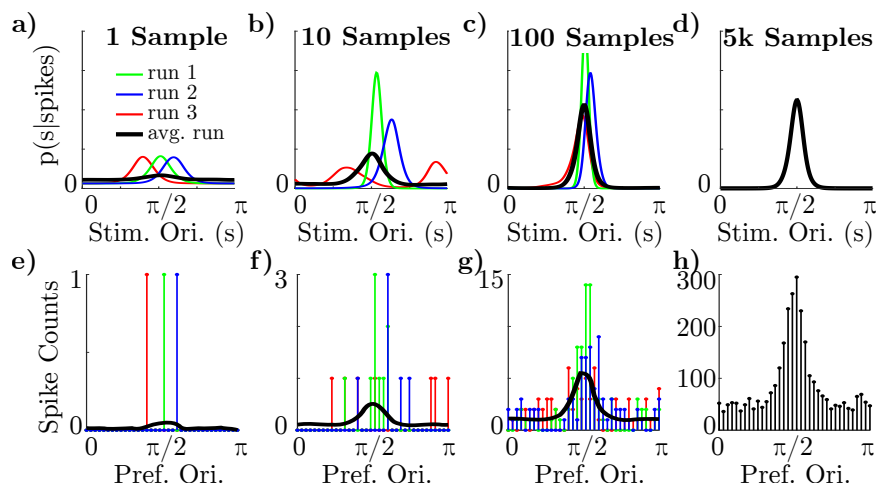 a) 1 Sample b) 10 Samples c) 100 Samples d) 5k Samples
p(s|spikes)
run 1
run 2
run 3
avg. run
0 0 0 0
0 π/2 π 0 π/2 π 0 π/2 π 0 π/2 π
Stim. Ori. (s) Stim. Ori. (s) Stim. Ori. (s) Stim. Ori. (s)
e) f) g) h)
Spike Counts
1 3 15 300
200
100
0 0 0 0
0 π/2 π 0 π/2 π 0 π/2 π 0 π/2 π
Pref. Ori. Pref. Ori. Pref. Ori. Pref. Ori.